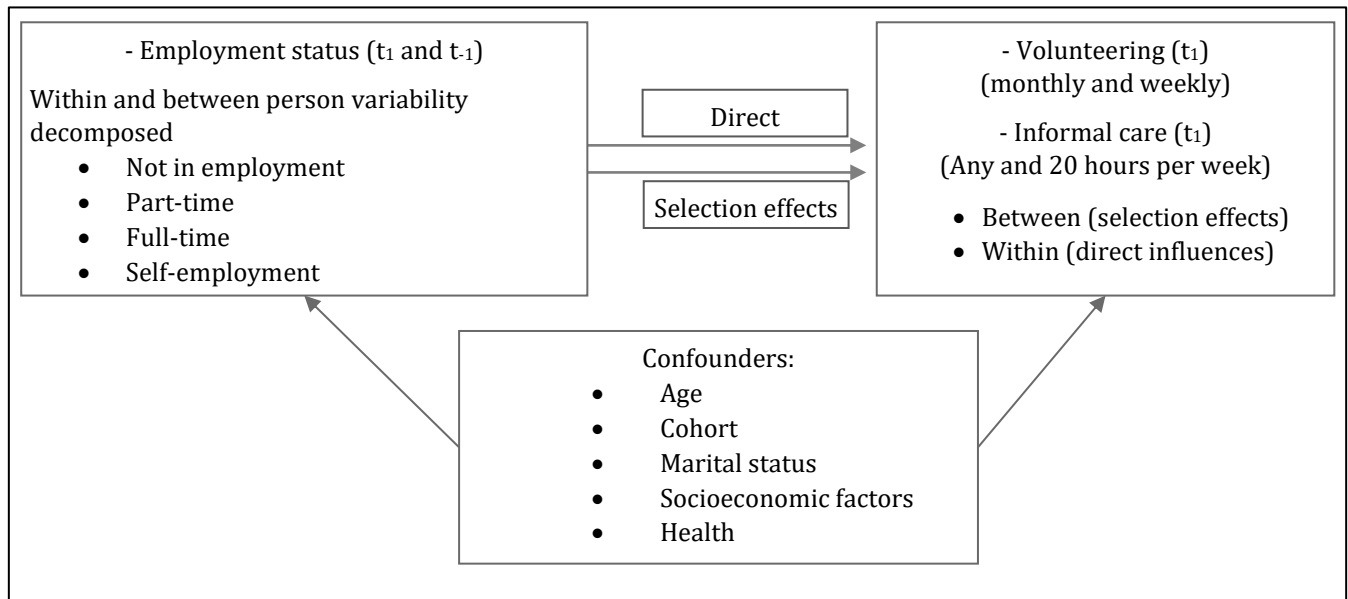 - Employment status (t₁ and t₋₁)
Within and between person variability
decomposed
• Not in employment
• Part-time
• Full-time
• Self-employment
Direct
Selection effects
- Volunteering (t₁)
(monthly and weekly)
- Informal care (t₁)
(Any and 20 hours per week)
• Between (selection effects)
• Within (direct influences)
Confounders:
• Age
• Cohort
• Marital status
• Socioeconomic factors
• Health